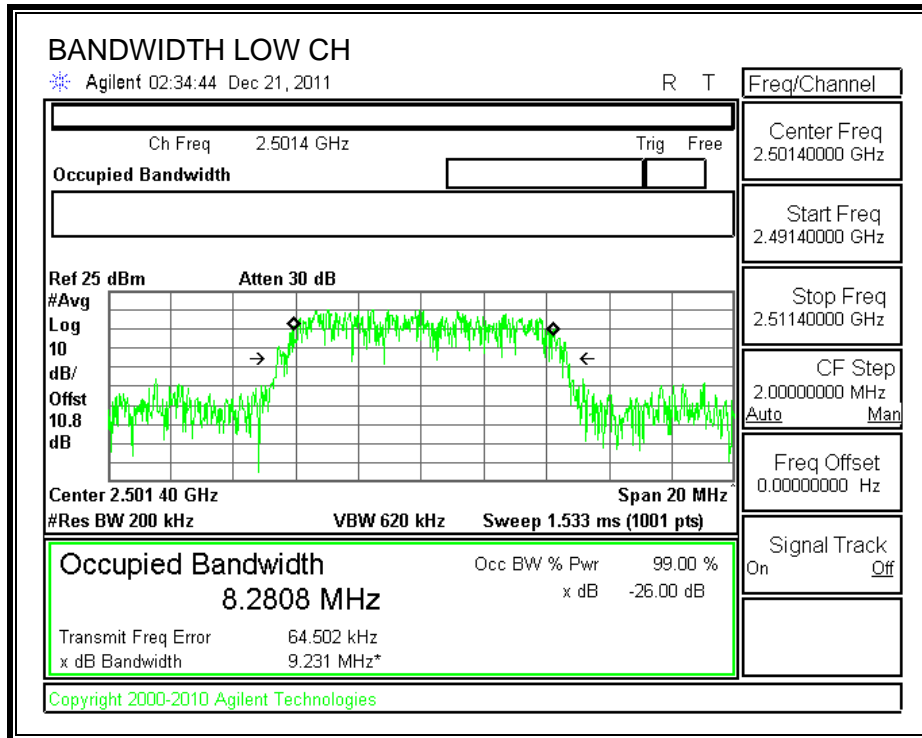 BANDWIDTH LOW CH
Agilent 02:34:44 Dec 21, 2011 R T
Freq/Channel
Ch Freq 2.5014 GHz Trig Free
Occupied Bandwidth
Center Freq
2.50140000 GHz
Start Freq
2.49140000 GHz
Stop Freq
2.51140000 GHz
CF Step
2.00000000 MHz
Auto Man
Freq Offset
0.00000000 Hz
Signal Track
On Off
Ref 25 dBm Atten 30 dB
#Avg
Log
10
dB/
Offst
10.8
dB
Center 2.501 40 GHz Span 20 MHz^
#Res BW 200 kHz VBW 620 kHz Sweep 1.533 ms (1001 pts)
Occupied Bandwidth Occ BW % Pwr 99.00 %
8.2808 MHz x dB -26.00 dB
Transmit Freq Error 64.502 kHz
x dB Bandwidth 9.231 MHz*
Copyright 2000-2010 Agilent Technologies